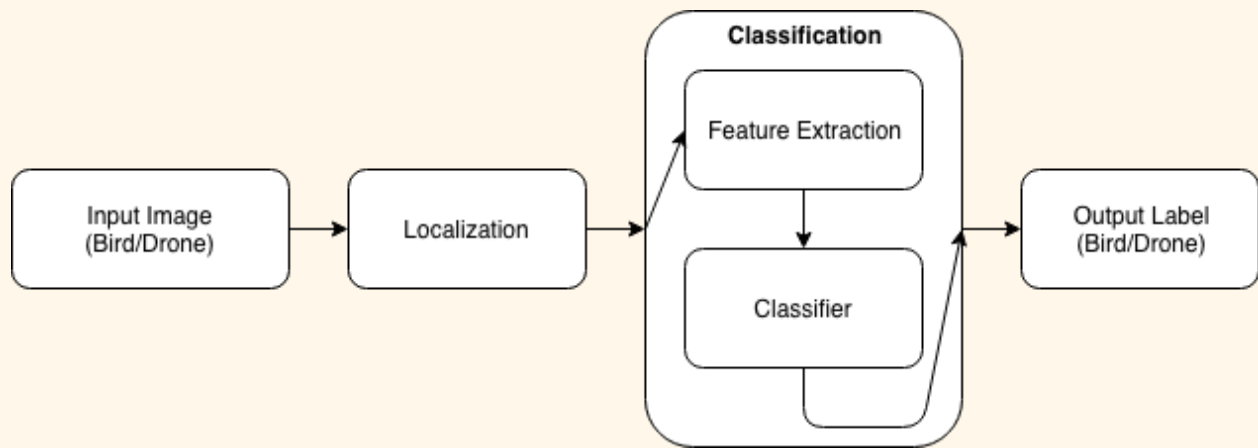 Classification
Feature Extraction
Input Image
(Bird/Drone)
Localization
Output Label
(Bird/Drone)
Classifier